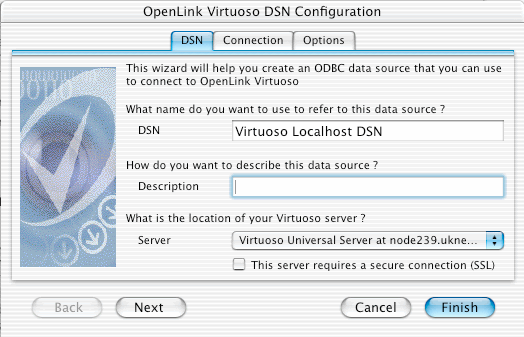 OpenLink Virtuoso DSN Configuration
DSN Connection Options
This wizard will help you create an ODBC data source that you can use
to connect to OpenLink Virtuoso
What name do you want to use to refer to this data source ?
DSN Virtuoso Localhost DSN
How do you want to describe this data source ?
Description
What is the location of your Virtuoso server ?
Server Virtuoso Universal Server at node239.ukne...
This server requires a secure connection (SSL)
Back Next Cancel Finish